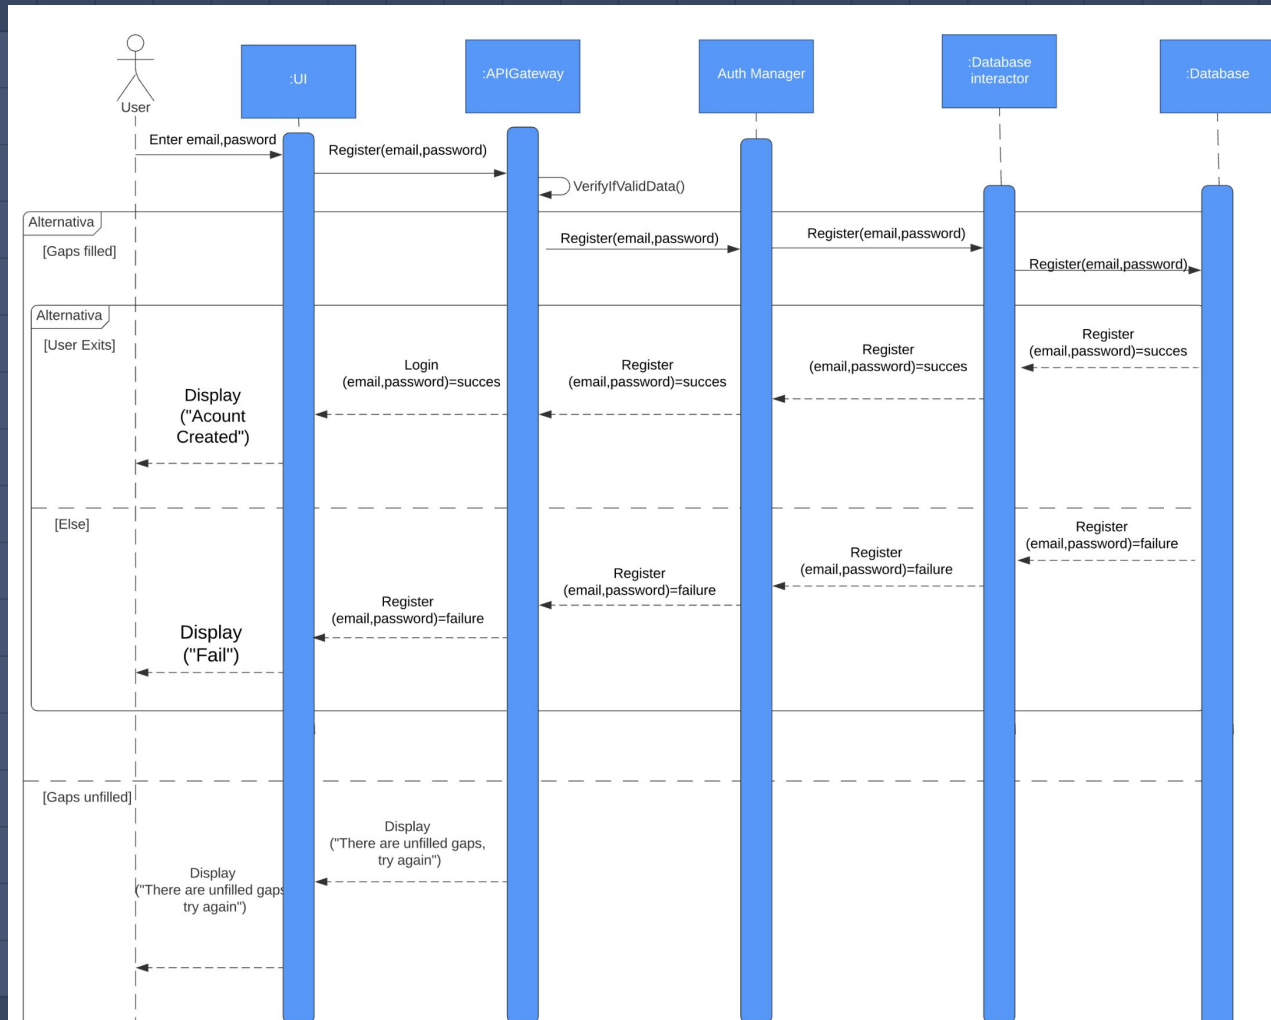 :UI
:APIGateway
Auth Manager
:Database
interactor
:Database
User
Enter email,pasword
Register(email,password)
VerifyIfValidData()
Alternativa
[Gaps filled]
Register(email,password)
Register(email,password)
Register(email,password)
Alternativa
[User Exits]
Register
(email,password)=succes
Register
(email,password)=succes
Register
(email,password)=succes
Login
(email,password)=succes
Display
("Acount
Created")
[Else]
Register
(email,password)=failure
Register
(email,password)=failure
Register
(email,password)=failure
Register
(email,password)=failure
Display
("Fail")
[Gaps unfilled]
Display
("There are unfilled gaps,
try again")
Display
("There are unfilled gaps
try again")